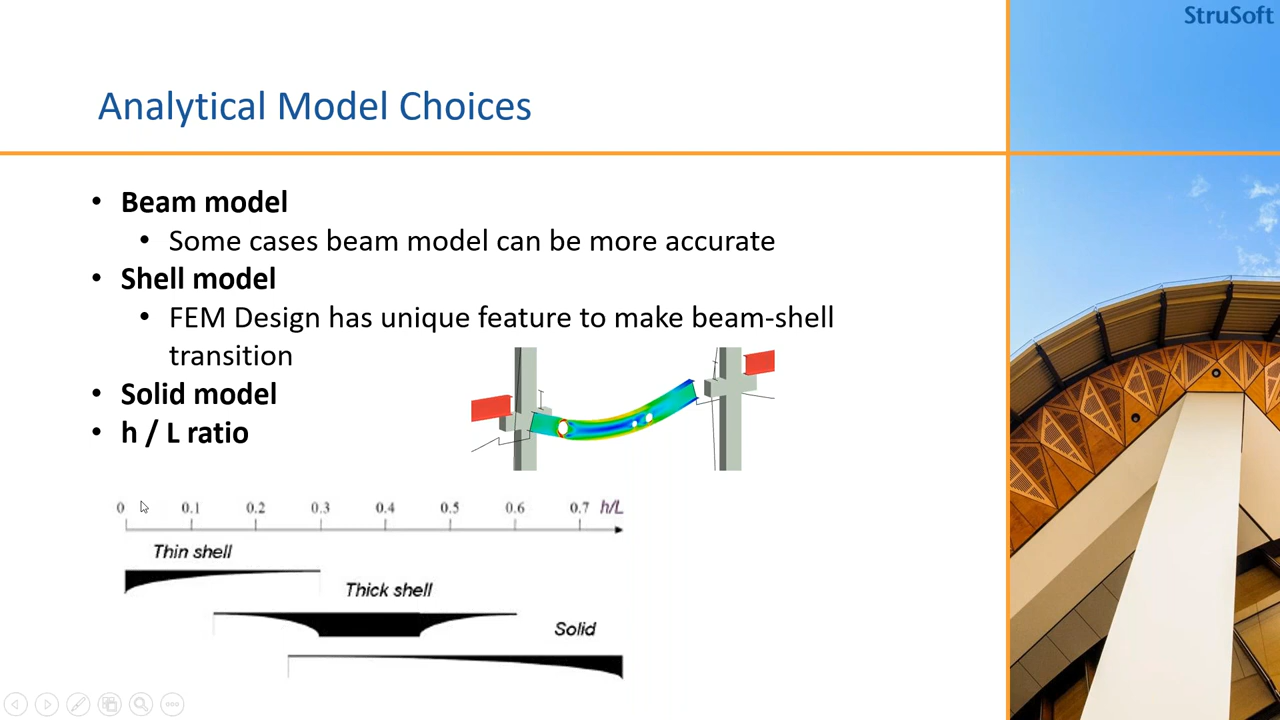 StruSoft
Analytical Model Choices
• Beam model
• Some cases beam model can be more accurate
• Shell model
• FEM Design has unique feature to make beam-shell
transition
• Solid model
• h / L ratio
0 0.1 0.2 0.3 0.4 0.5 0.6 0.7 h/L
Thin shell
Thick shell
Solid